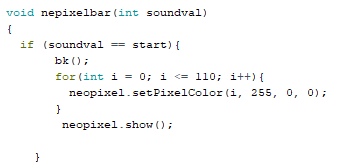 void nepixelbar(int soundval)
{
if (soundval == start){
bk();
for(int i = 0; i <= 110; i++){
neopixel.setPixelColor(i, 255, 0, 0);
}
neopixel.show();
}